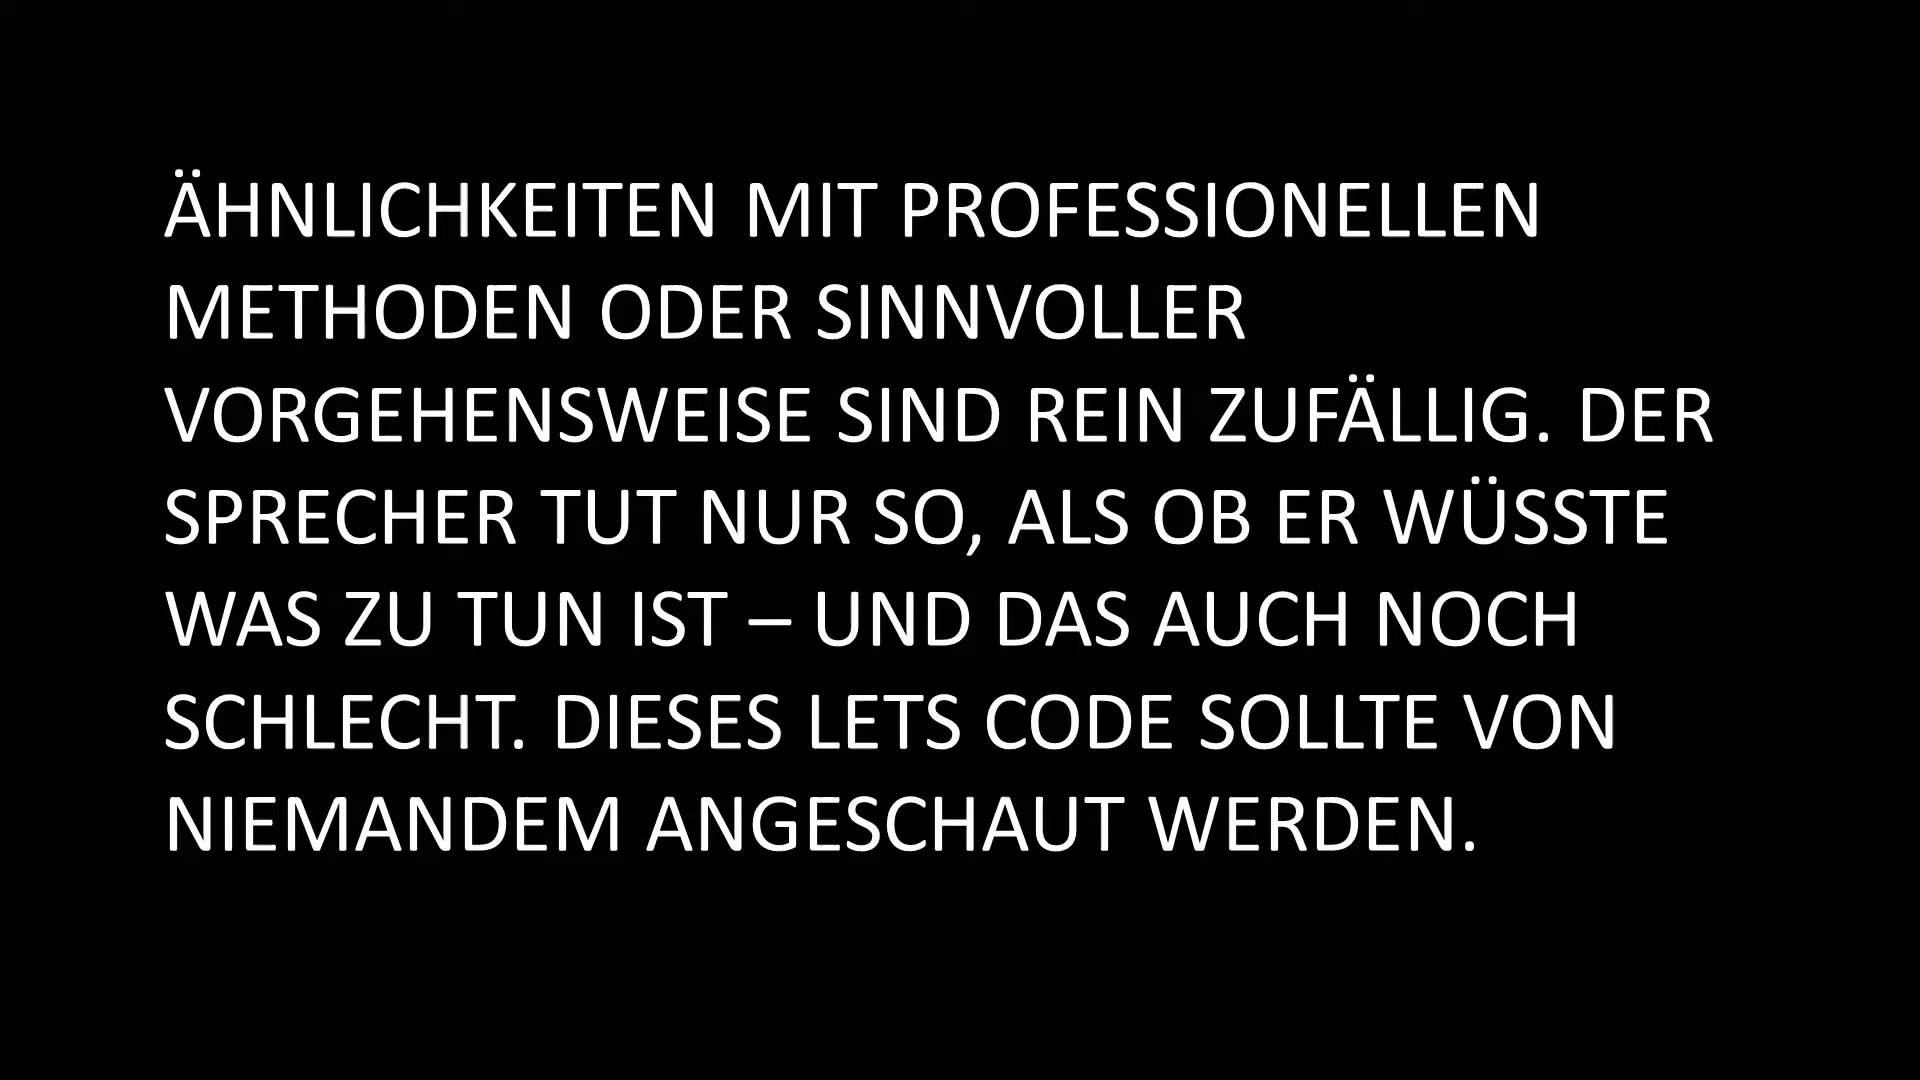 ÄHNLICHKEITEN MIT PROFESSIONELLEN
METHODEN ODER SINNVOLLER
VORGEHENSWEISE SIND REIN ZUFÄLLIG. DER
SPRECHER TUT NUR SO, ALS OB ER WÜSSTE
WAS ZU TUN IST – UND DAS AUCH NOCH
SCHLECHT. DIESES LETS CODE SOLLTE VON
NIEMANDEM ANGESCHAUT WERDEN.